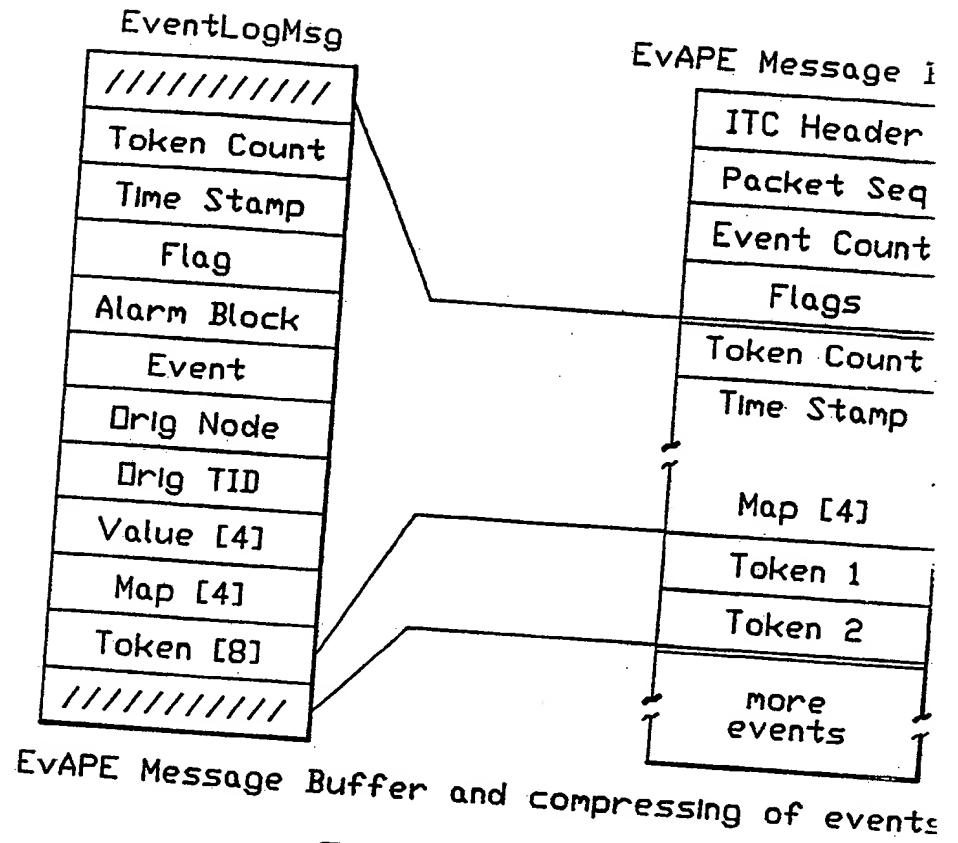 EventLogMsg
///////////
Token Count
Time Stamp
Flag
Alarm Block
Event
Orig Node
Orig TID
Value [4]
Map [4]
Token [8]
///////////
EvAPE Message
ITC Header
Packet Seq
Event Count
Flags
Token Count
Time Stamp
Map [4]
Token 1
Token 2
more
events
EvAPE Message Buffer and compressing of events